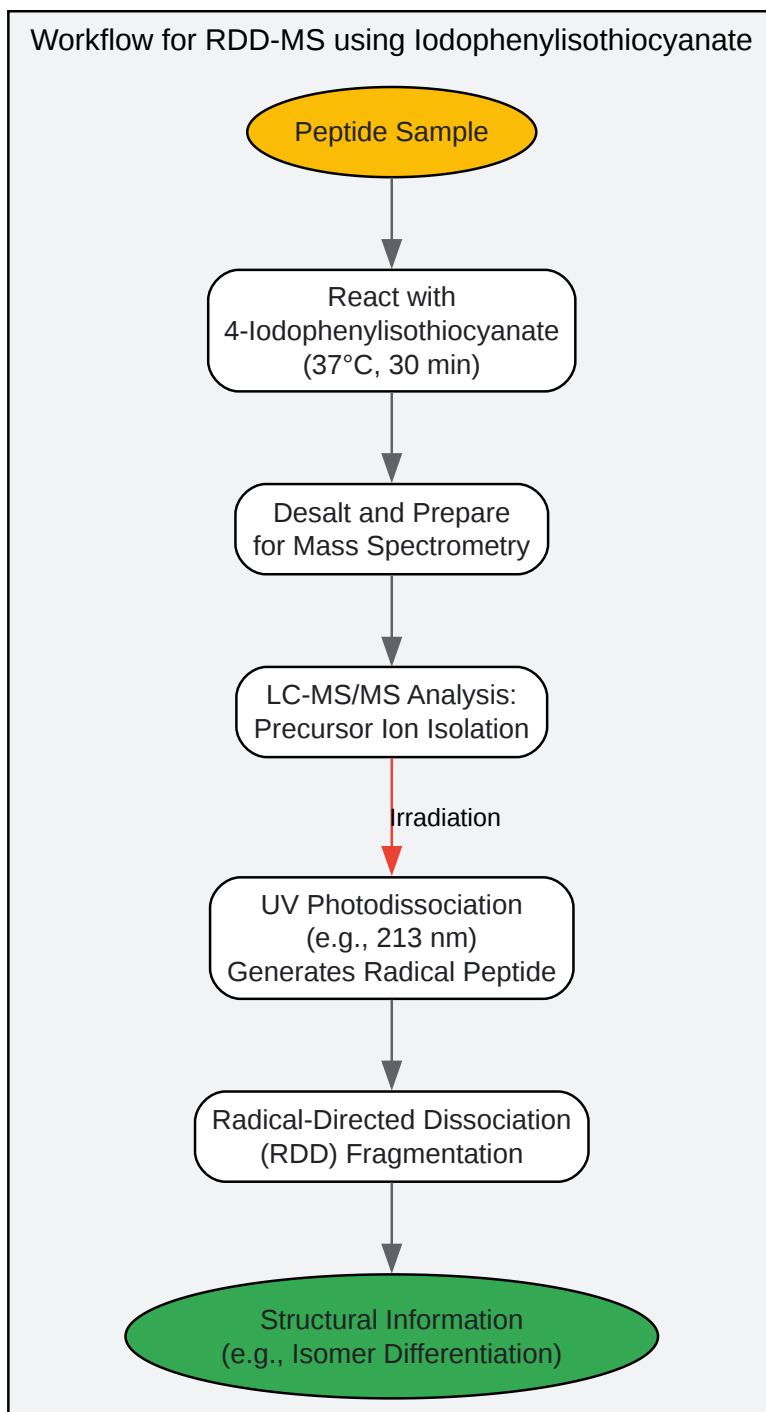 Workflow for RDD-MS using Iodophenylisothiocyanate
Peptide Sample
React with
4-Iodophenylisothiocyanate
(37°C, 30 min)
Desalt and Prepare
for Mass Spectrometry
LC-MS/MS Analysis:
Precursor Ion Isolation
Irradiation
UV Photodissociation
(e.g., 213 nm)
Generates Radical Peptide
Radical-Directed Dissociation
(RDD) Fragmentation
Structural Information
(e.g., Isomer Differentiation)